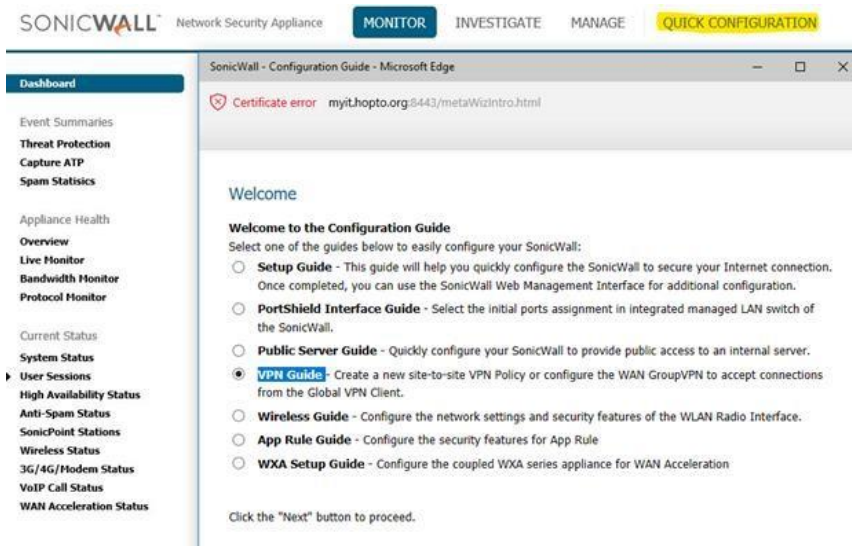 SONICWALL Network Security Appliance MONITOR INVESTIGATE MANAGE QUICK CONFIGURATION
Dashboard
Event Summaries
Threat Protection
Capture ATP
Spam Statisics
Appliance Health
Overview
Live Monitor
Bandwidth Monitor
Protocol Monitor
Current Status
System Status
User Sessions
High Availability Status
Anti-Spam Status
SonicPoint Stations
Wireless Status
3G/4G/Modem Status
VoIP Call Status
WAN Acceleration Status
SonicWall - Configuration Guide - Microsoft Edge
Certificate error myit.hopto.org:8443/metaWizIntro.html
Welcome
Welcome to the Configuration Guide
Select one of the guides below to easily configure your SonicWall:
Setup Guide - This guide will help you quickly configure the SonicWall to secure your Internet connection.
Once completed, you can use the SonicWall Web Management Interface for additional configuration.
PortShield Interface Guide - Select the initial ports assignment in integrated managed LAN switch of
the SonicWall.
Public Server Guide - Quickly configure your SonicWall to provide public access to an internal server.
VPN Guide - Create a new site-to-site VPN Policy or configure the WAN GroupVPN to accept connections
from the Global VPN Client.
Wireless Guide - Configure the network settings and security features of the WLAN Radio Interface.
App Rule Guide - Configure the security features for App Rule
WXA Setup Guide - Configure the coupled WXA series appliance for WAN Acceleration
Click the "Next" button to proceed.